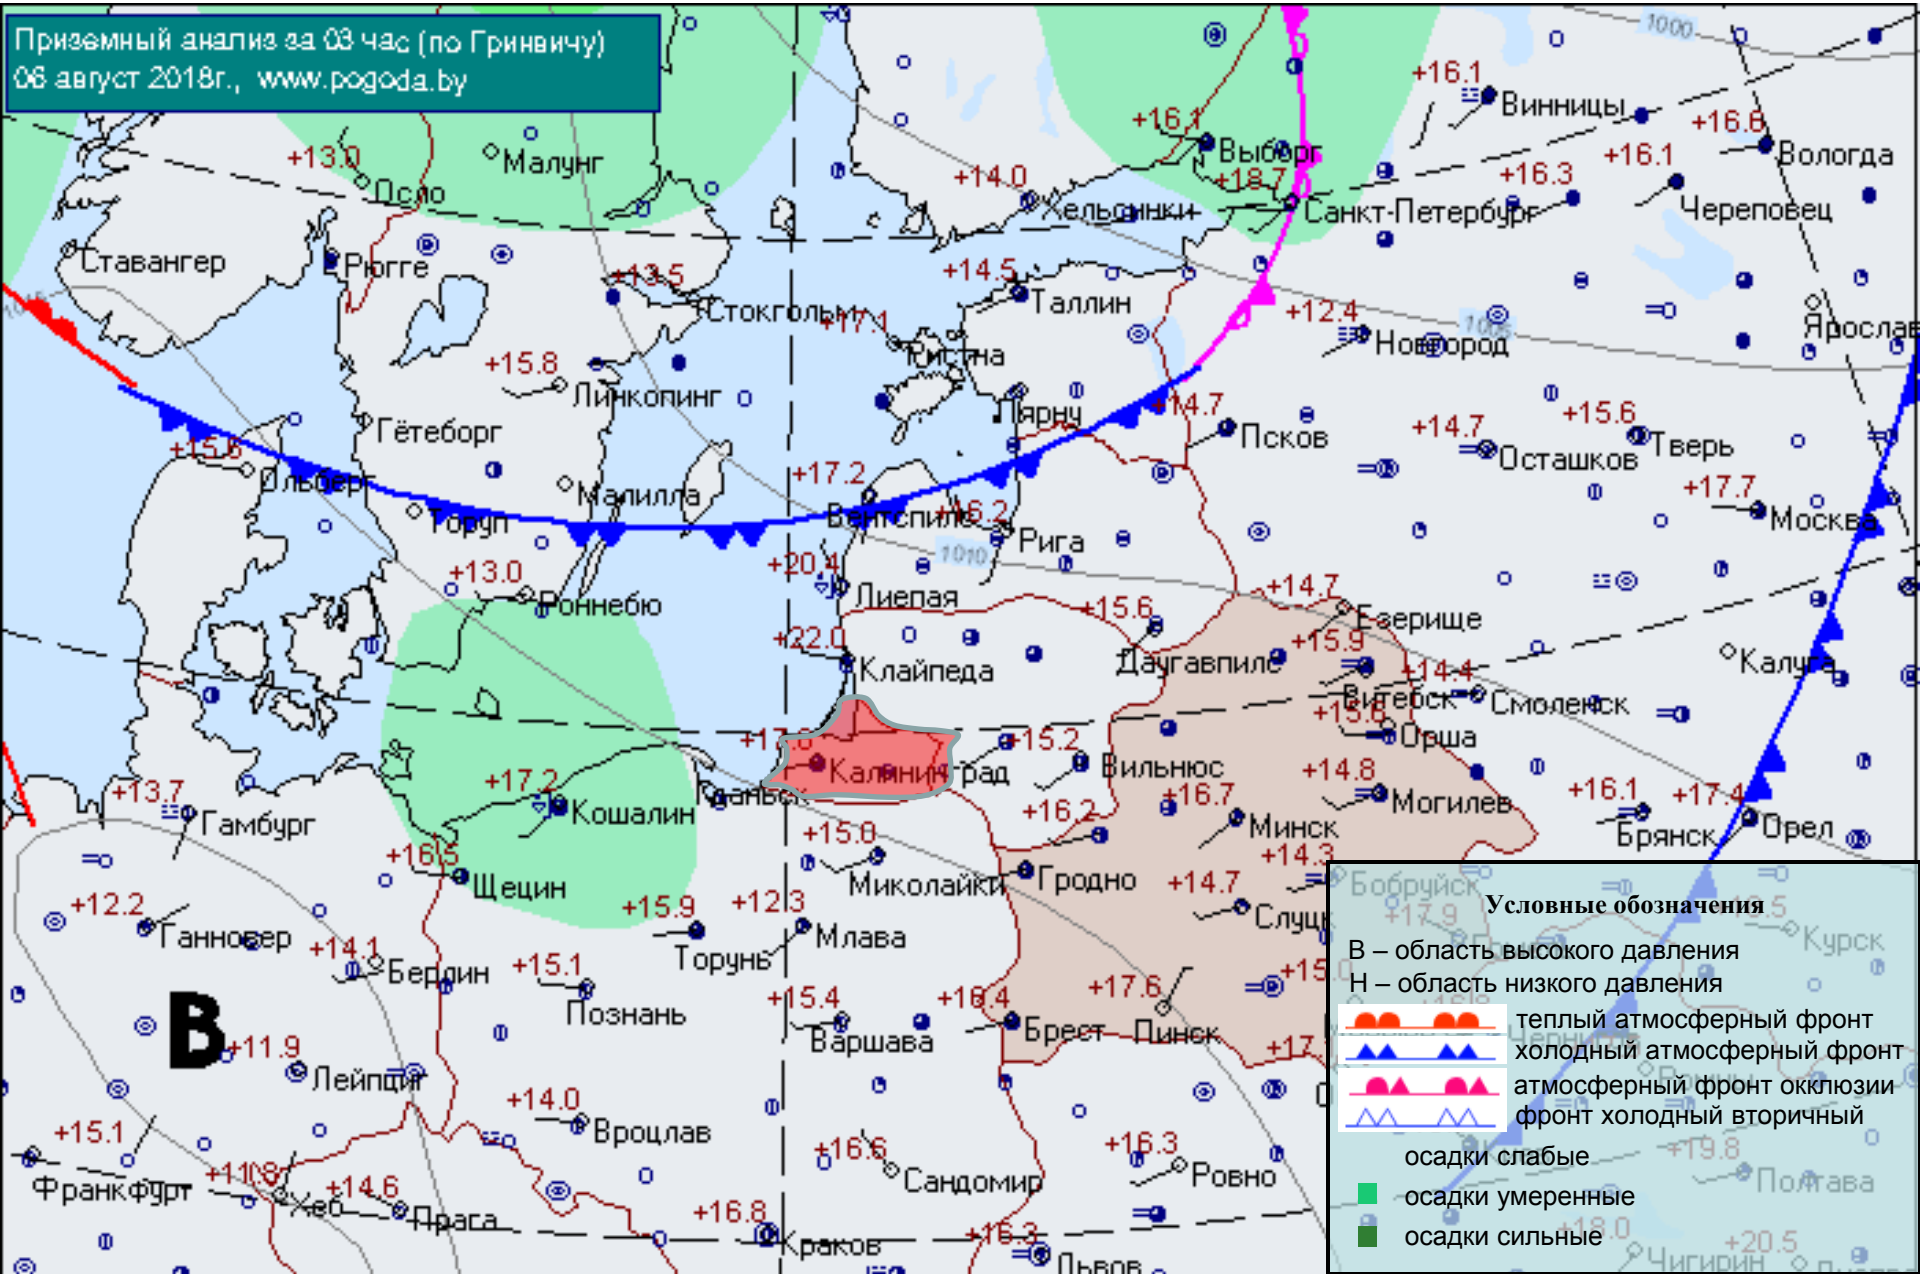 Приземный анализ за 03 час (по Гринвичу)
06 август 2018г., www.pogoda.by
1000
+16.1
Винницы
+16.1
Выборг
+16.8
Вологда
+13.0
Осло
Малунг
+14.0
Хельсинки
+18.7
Санкт-Петербург
+16.3
+16.1
Череповец
Ставангер
Рюгге
+13.5
Стокгольм
+14.5
Таллин
+12.4
Новгород
1005
Ярослав
+17.1
Ристна
+15.8
Линкопинг
Гётеборг
Пярну
+14.7
Псков
+14.7
Осташков
+15.6
Тверь
+15.6
Ольберг
Торуп
Малилла
+17.2
Вентспилс
+16.2
Рига
1010
+17.7
Москва
+13.0
Роннебю
+20.4
Лиепая
+22.0
Клайпеда
+15.6
Даугавпилс
+14.7
Езерище
+15.9
Витебск
+14.4
Смоленск
Калуга
+15.6
Орша
Калининград
+15.2
Вильнюс
Гданьск
+13.7
Гамбург
+17.2
Кошалин
+14.8
Могилев
+16.1
Брянск
+17.4
Орел
+16.2
+16.7
Минск
Миколайки
Гродно
+14.3
Бобруйск
+16.5
Щецин
+14.7
Слуцк
+12.2
Ганновер
+15.9
Торунь
+12.3
Млава
+17.9
Курск
+14.1
Берлин
+15.1
Познань
+15.4
Варшава
+16.4
Брест
+17.6
Пинск
+15.0
В
+11.9
Лейпциг
+14.0
Вроцлав
+15.1
Франкфурт
+11.8
Хеб
+14.6
Прага
+16.6
Сандомир
+16.3
Ровно
+19.8
Полтава
+16.8
Краков
+16.3
Львов
+18.0
Чигирин
+20.5
Условные обозначения
В – область высокого давления
Н – область низкого давления
теплый атмосферный фронт
холодный атмосферный фронт
атмосферный фронт окклюзии
фронт холодный вторичный
осадки слабые
осадки умеренные
осадки сильные